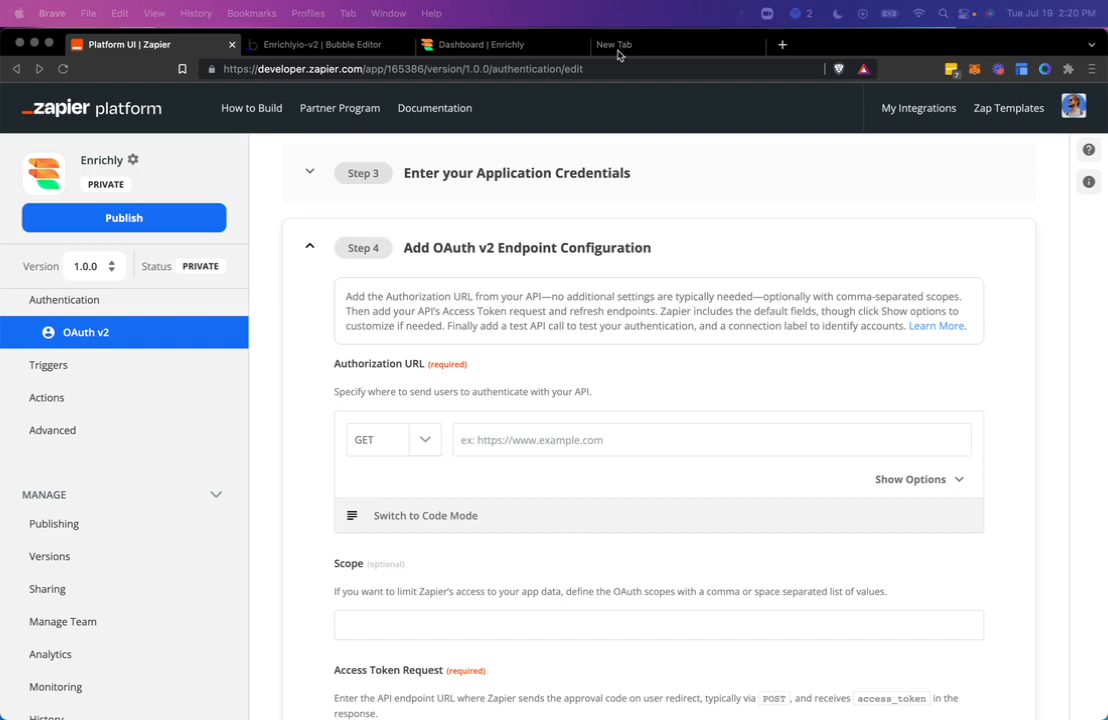 Brave File Edit View History Bookmarks Profiles Tab Window Help 2 Tue Jul 19 2:20 PM
Platform UI | Zapier Enrichlyio-v2 | Bubble Editor Dashboard | Enrichly New Tab
https://developer.zapier.com/app/165386/version/1.0.0/authentication/edit 7
zapier platform How to Build Partner Program Documentation My Integrations Zap Templates
Enrichly
PRIVATE
Publish
Version 1.0.0 Status PRIVATE
Authentication
OAuth v2
Triggers
Actions
Advanced
MANAGE
Publishing
Versions
Sharing
Manage Team
Analytics
Monitoring
History
Step 3 Enter your Application Credentials
Step 4 Add OAuth v2 Endpoint Configuration
Add the Authorization URL from your API—no additional settings are typically needed—optionally with comma-separated scopes.
Then add your API's Access Token request and refresh endpoints. Zapier includes the default fields, though click Show options to
customize if needed. Finally add a test API call to test your authentication, and a connection label to identify accounts. Learn More.
Authorization URL (required)
Specify where to send users to authenticate with your API.
GET ex: https://www.example.com
Show Options
Switch to Code Mode
Scope (optional)
If you want to limit Zapier's access to your app data, define the OAuth scopes with a comma or space separated list of values.
Access Token Request (required)
Enter the API endpoint URL where Zapier sends the approval code on user redirect, typically via POST, and receives access_token in the
response.